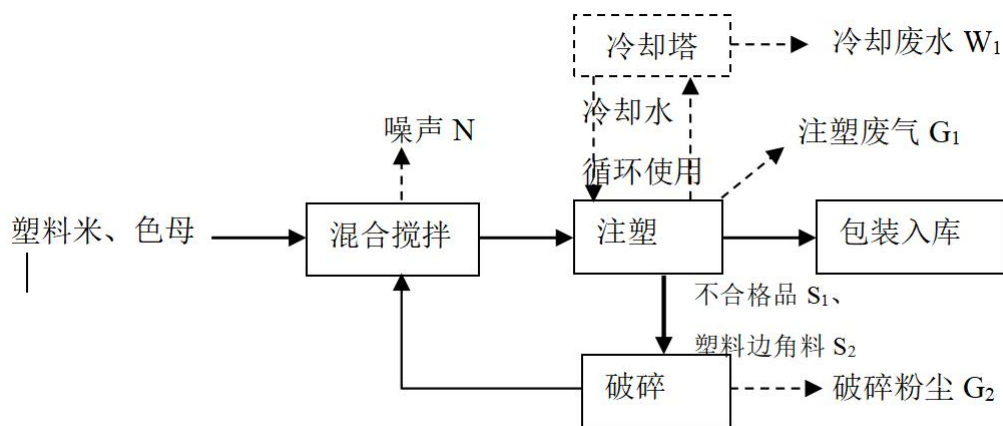 冷却塔
冷却废水 W₁
冷却水
噪声 N
注塑废气 G₁
循环使用
塑料米、色母
混合搅拌
注塑
包装入库
不合格品 S₁、
塑料边角料 S₂
破碎
破碎粉尘 G₂